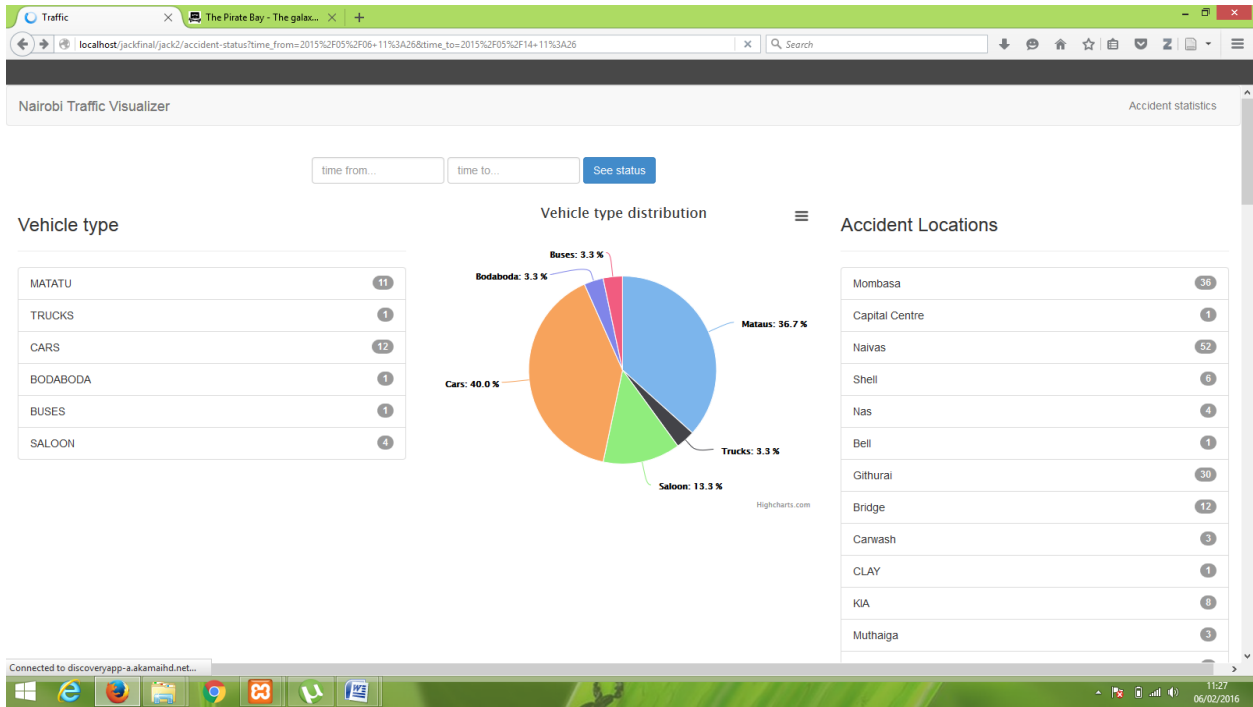 Traffic
The Pirate Bay - The galax...
localhost/jackfinal/jack2/accident-status?time_from=2015%2F05%2F06+11%3A26&time_to=2015%2F05%2F14+11%3A26
Search
Nairobi Traffic Visualizer
Accident statistics
time from...
time to...
See status
Vehicle type
MATATU 11
TRUCKS 1
CARS 12
BODABODA 1
BUSES 1
SALOON 4
Vehicle type distribution
Buses: 3.3 %
Bodaboda: 3.3 %
Mataus: 36.7 %
Cars: 40.0 %
Trucks: 3.3 %
Saloon: 13.3 %
Highcharts.com
Accident Locations
Mombasa 36
Capital Centre 1
Naivas 52
Shell 6
Nas 4
Bell 1
Githurai 30
Bridge 12
Carwash 3
CLAY 1
KIA 8
Muthaiga 3
Connected to discoveryapp-a.akamaihd.net...
11:27
06/02/2016